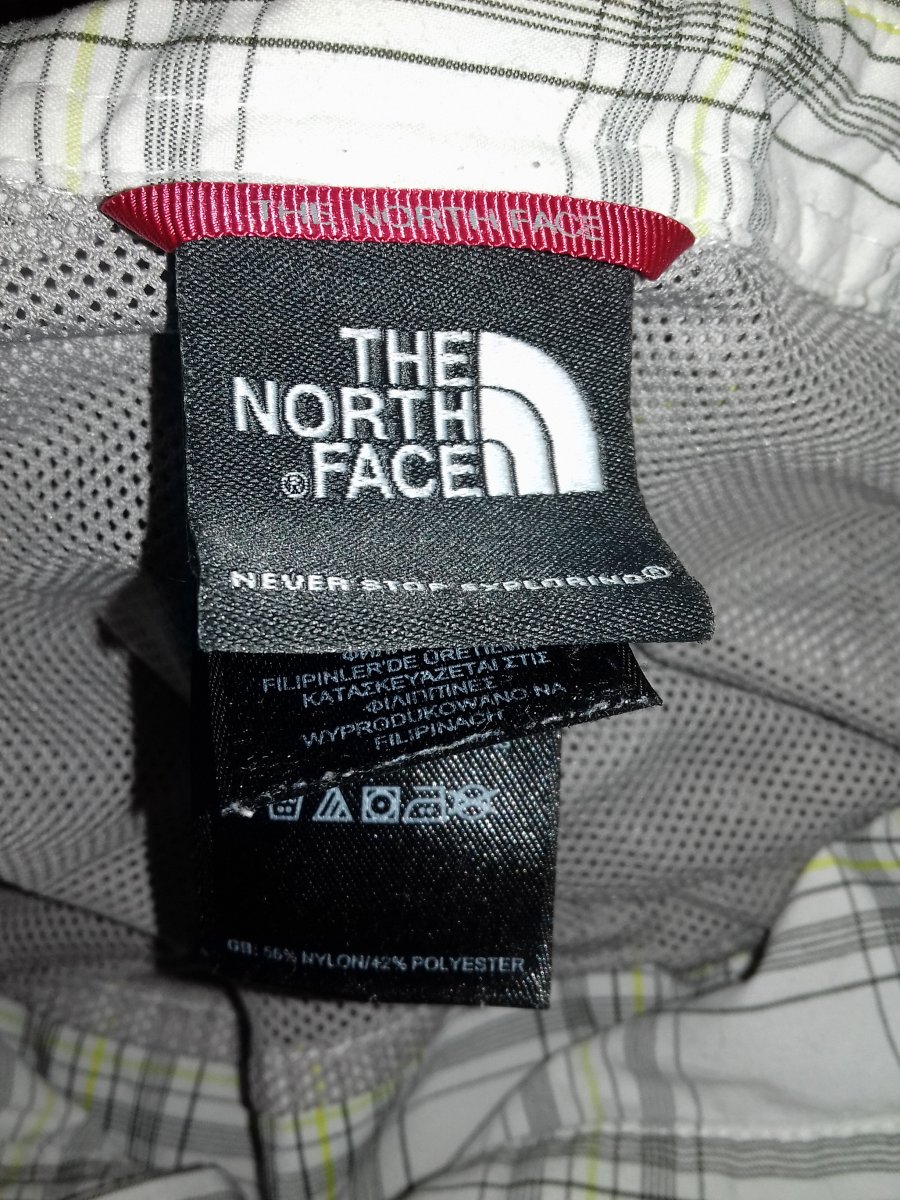 THE NORTH FACE
THE
NORTH
®FACE
NEVER STOP EXPLORING®
FILIPINLER'DE ÜRETILMI
ΚΑΤΑΣΚΕΥΑΖΕΤΑΙ ΣΤΙΣ
ΦΙΛΙΠΠΙΝΕΣ
WYPRODUKOWANO NA
FILIPINACH
GB: 56% NYLON/42% POLYESTER